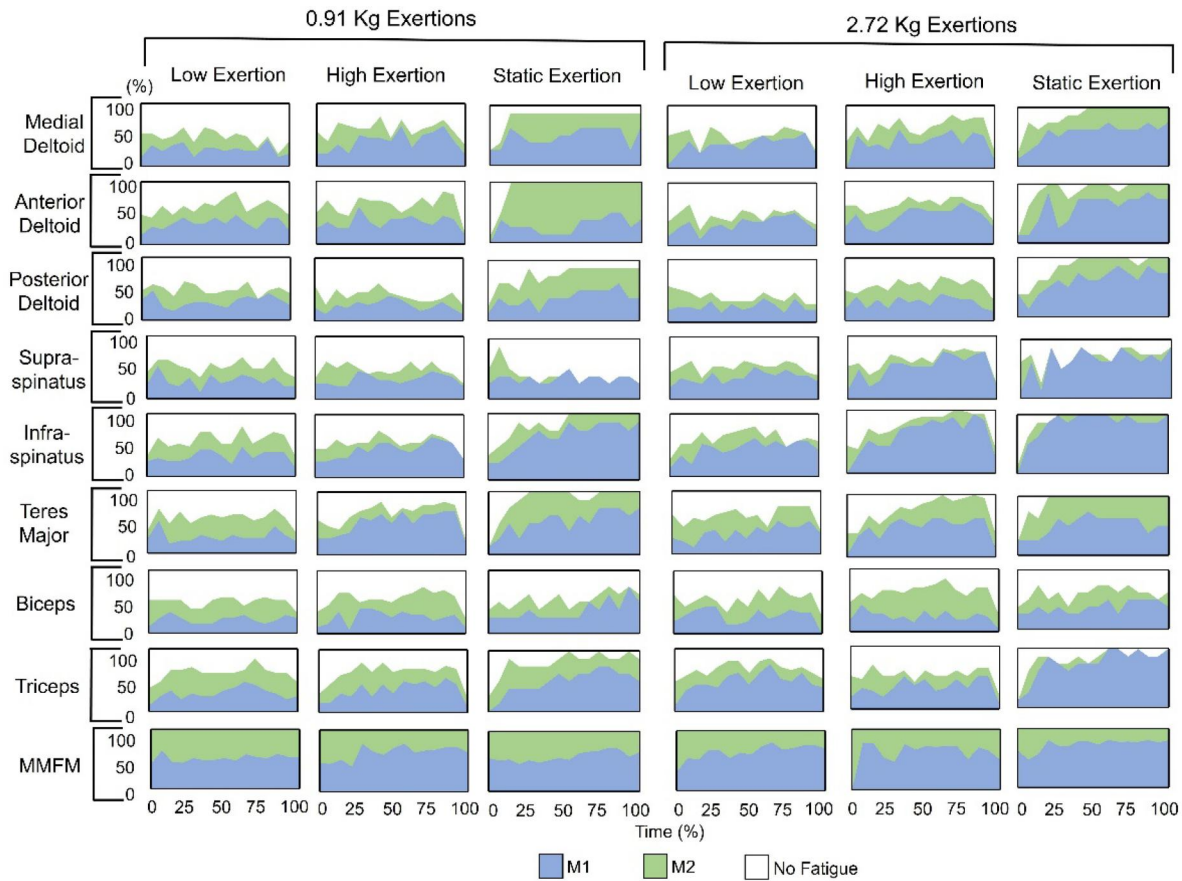 0.91 Kg Exertions
2.72 Kg Exertions
(%)
Low Exertion
High Exertion
Static Exertion
Low Exertion
High Exertion
Static Exertion
Medial
Deltoid
100
50
0
Anterior
Deltoid
100
50
0
Posterior
Deltoid
100
50
0
Supra-
spinatus
100
50
0
Infra-
spinatus
100
50
0
Teres
Major
100
50
0
Biceps
100
50
0
Triceps
100
50
0
MMFM
100
50
0
0 25 50 75 100
0 25 50 75 100
0 25 50 75 100
0 25 50 75 100
0 25 50 75 100
0 25 50 75 100
Time (%)
M1
M2
No Fatigue